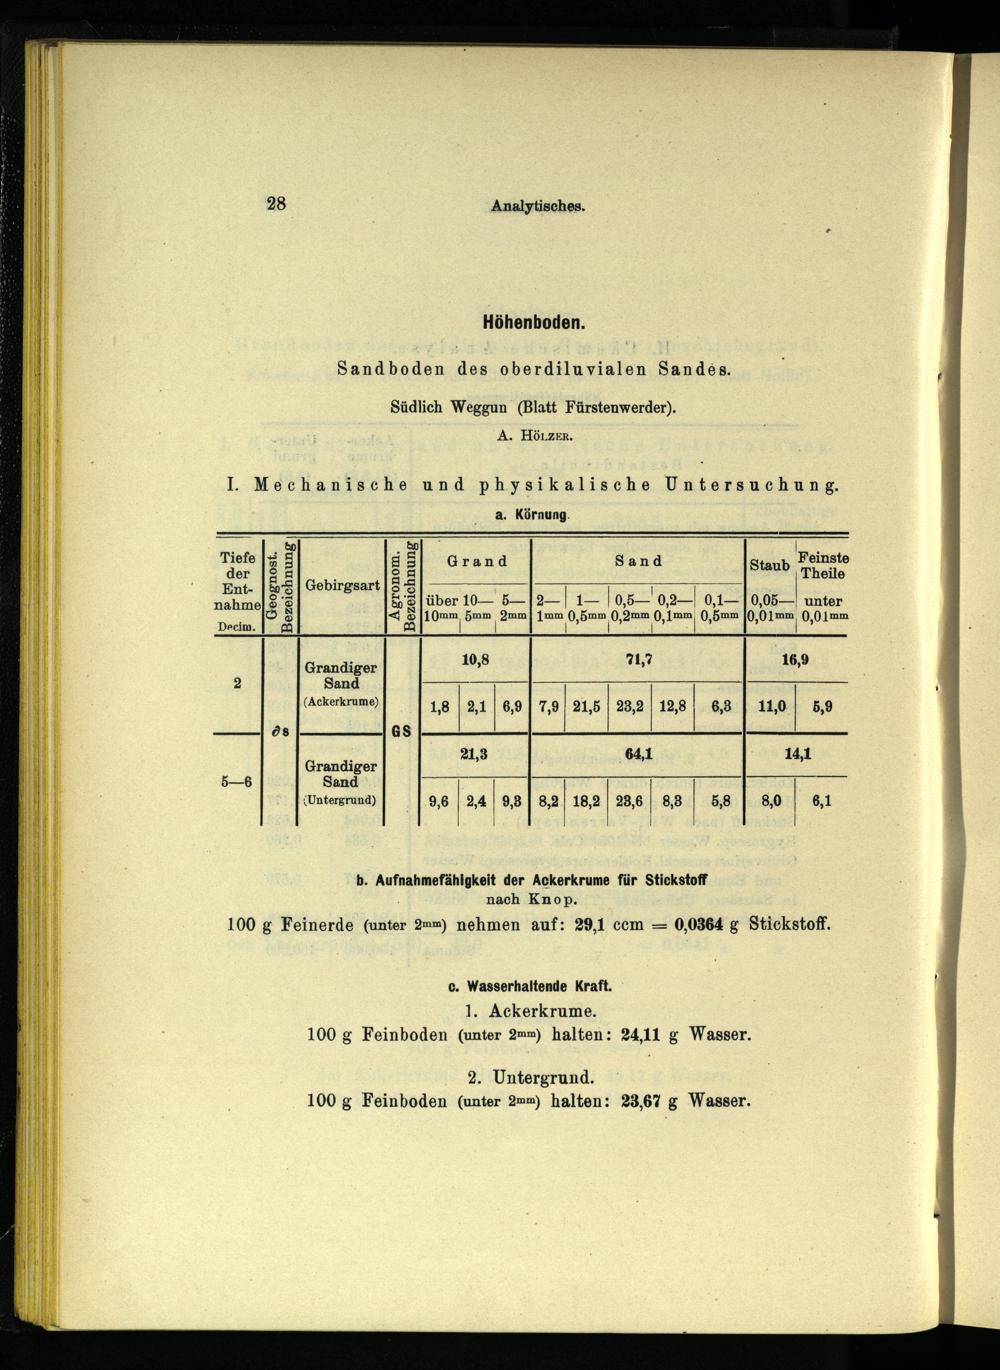 28 Analytisches.
Höhenboden.
Sandboden des oberdiluvialen Sandes.
Südlich Weggun (Blatt Fürstenwerder).
A. Hölzer.
I. Mechanische und physikalische Untersuchung.
a. Körnung.
Tiefe der Ent-nahme Decim. | Geognost. Bezeichnung | Gebirgsart | Agronom. Bezeichnung | Grand | Sand | Staub | Feinste Theile
über 10mm | 10—5mm | 5—2mm | 2—1mm | 1—0,5mm | 0,5—0,2mm | 0,2—0,1mm | 0,1—0,5mm | 0,05—0,01mm | unter 0,01mm
2 | ∂s | Grandiger Sand (Ackerkrume) | GS | 10,8 | 71,7 | 16,9
1,8 | 2,1 | 6,9 | 7,9 | 21,5 | 23,2 | 12,8 | 6,3 | 11,0 | 5,9
5—6 | Grandiger Sand (Untergrund) | 21,3 | 64,1 | 14,1
9,6 | 2,4 | 9,3 | 8,2 | 18,2 | 23,6 | 8,3 | 5,8 | 8,0 | 6,1
b. Aufnahmefähigkeit der Ackerkrume für Stickstoff
nach Knop.
100 g Feinerde (unter 2mm) nehmen auf: 29,1 ccm = 0,0364 g Stickstoff.
c. Wasserhaltende Kraft.
1. Ackerkrume.
100 g Feinboden (unter 2mm) halten: 24,11 g Wasser.
2. Untergrund.
100 g Feinboden (unter 2mm) halten: 23,67 g Wasser.